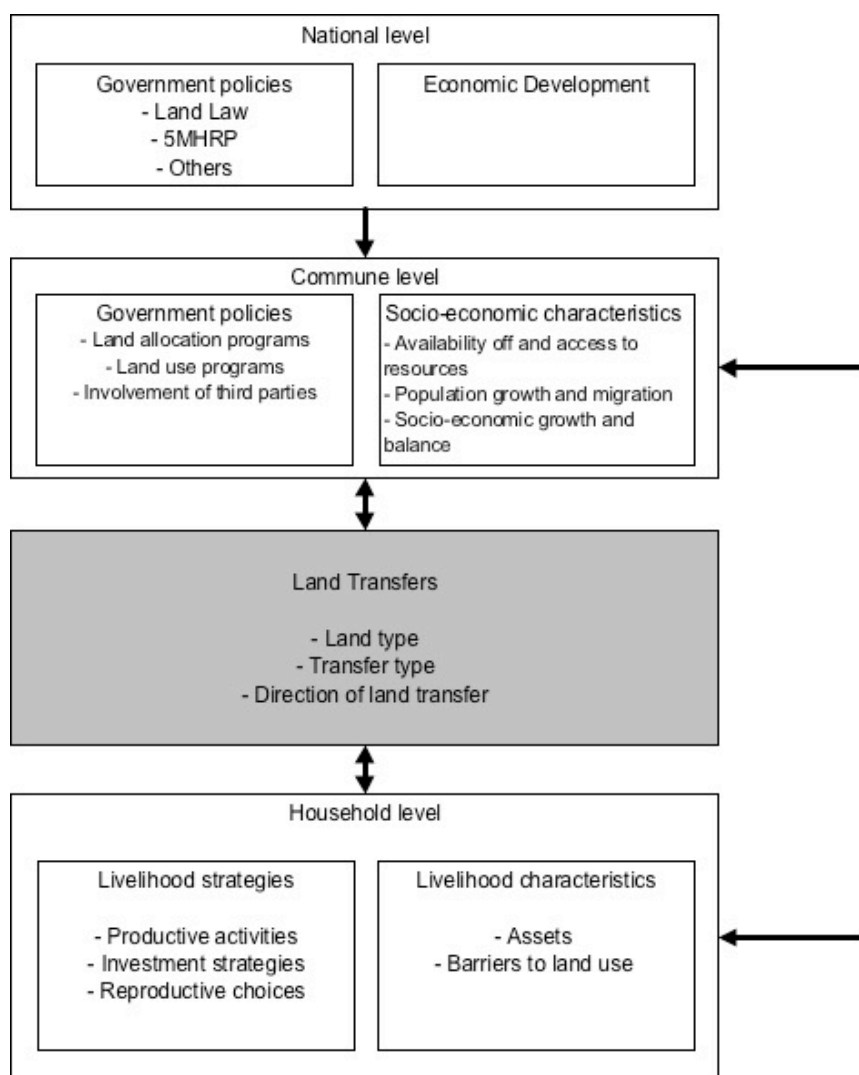 National level
Government policies
- Land Law
- 5MHRP
- Others
Economic Development
Commune level
Government policies
- Land allocation programs
- Land use programs
- Involvement of third parties
Socio-economic characteristics
- Availability off and access to
resources
- Population growth and migration
- Socio-economic growth and
balance
Land Transfers
- Land type
- Transfer type
- Direction of land transfer
Household level
Livelihood strategies
- Productive activities
- Investment strategies
- Reproductive choices
Livelihood characteristics
- Assets
- Barriers to land use